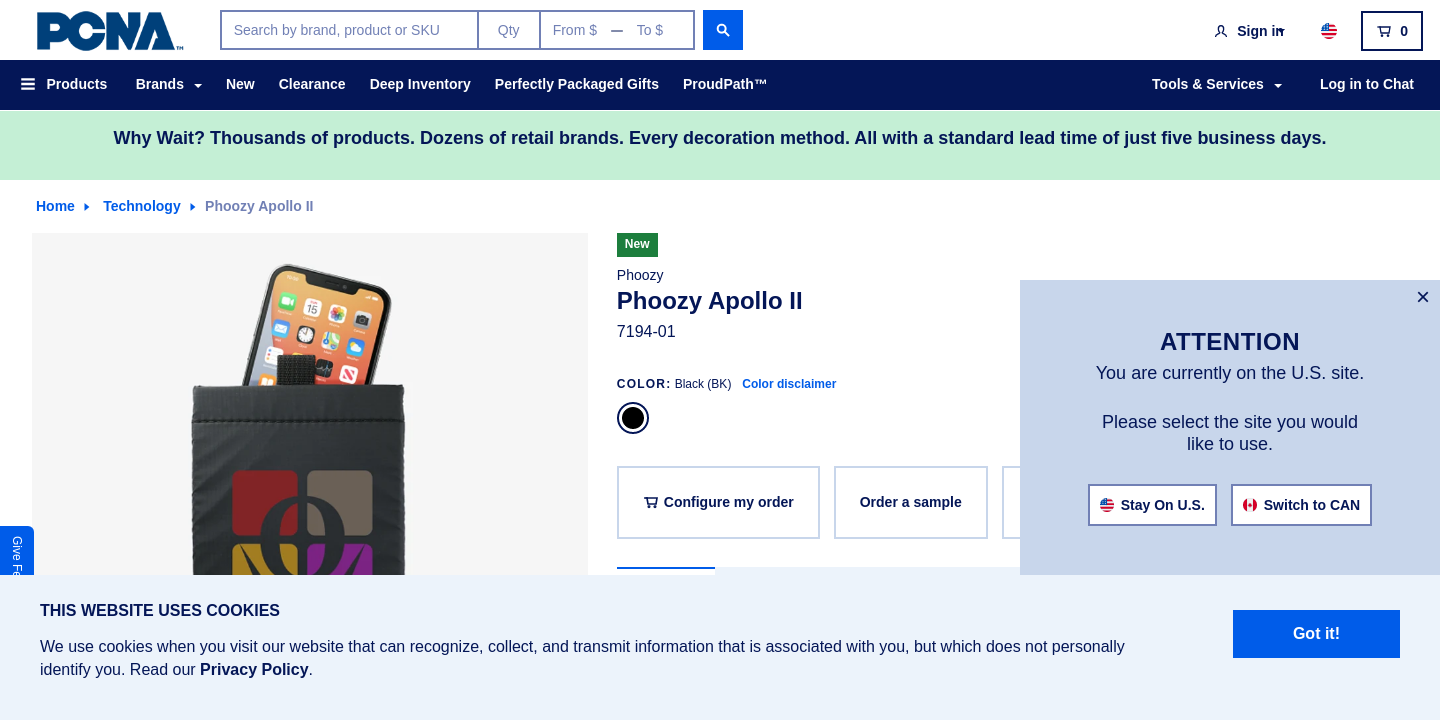 PCNA™
Search by brand, product or SKU
Qty
From $ — To $
Sign in
0
Products
Brands
New
Clearance
Deep Inventory
Perfectly Packaged Gifts
ProudPath™
Tools & Services
Log in to Chat
Why Wait? Thousands of products. Dozens of retail brands. Every decoration method. All with a standard lead time of just five business days.
Home
Technology
Phoozy Apollo II
New
Phoozy
Phoozy Apollo II
7194-01
COLOR: Black (BK) Color disclaimer
Configure my order
Order a sample
×
ATTENTION
You are currently on the U.S. site.
Please select the site you would
like to use.
Stay On U.S.
Switch to CAN
Give Fe
THIS WEBSITE USES COOKIES
We use cookies when you visit our website that can recognize, collect, and transmit information that is associated with you, but which does not personally
identify you. Read our Privacy Policy.
Got it!